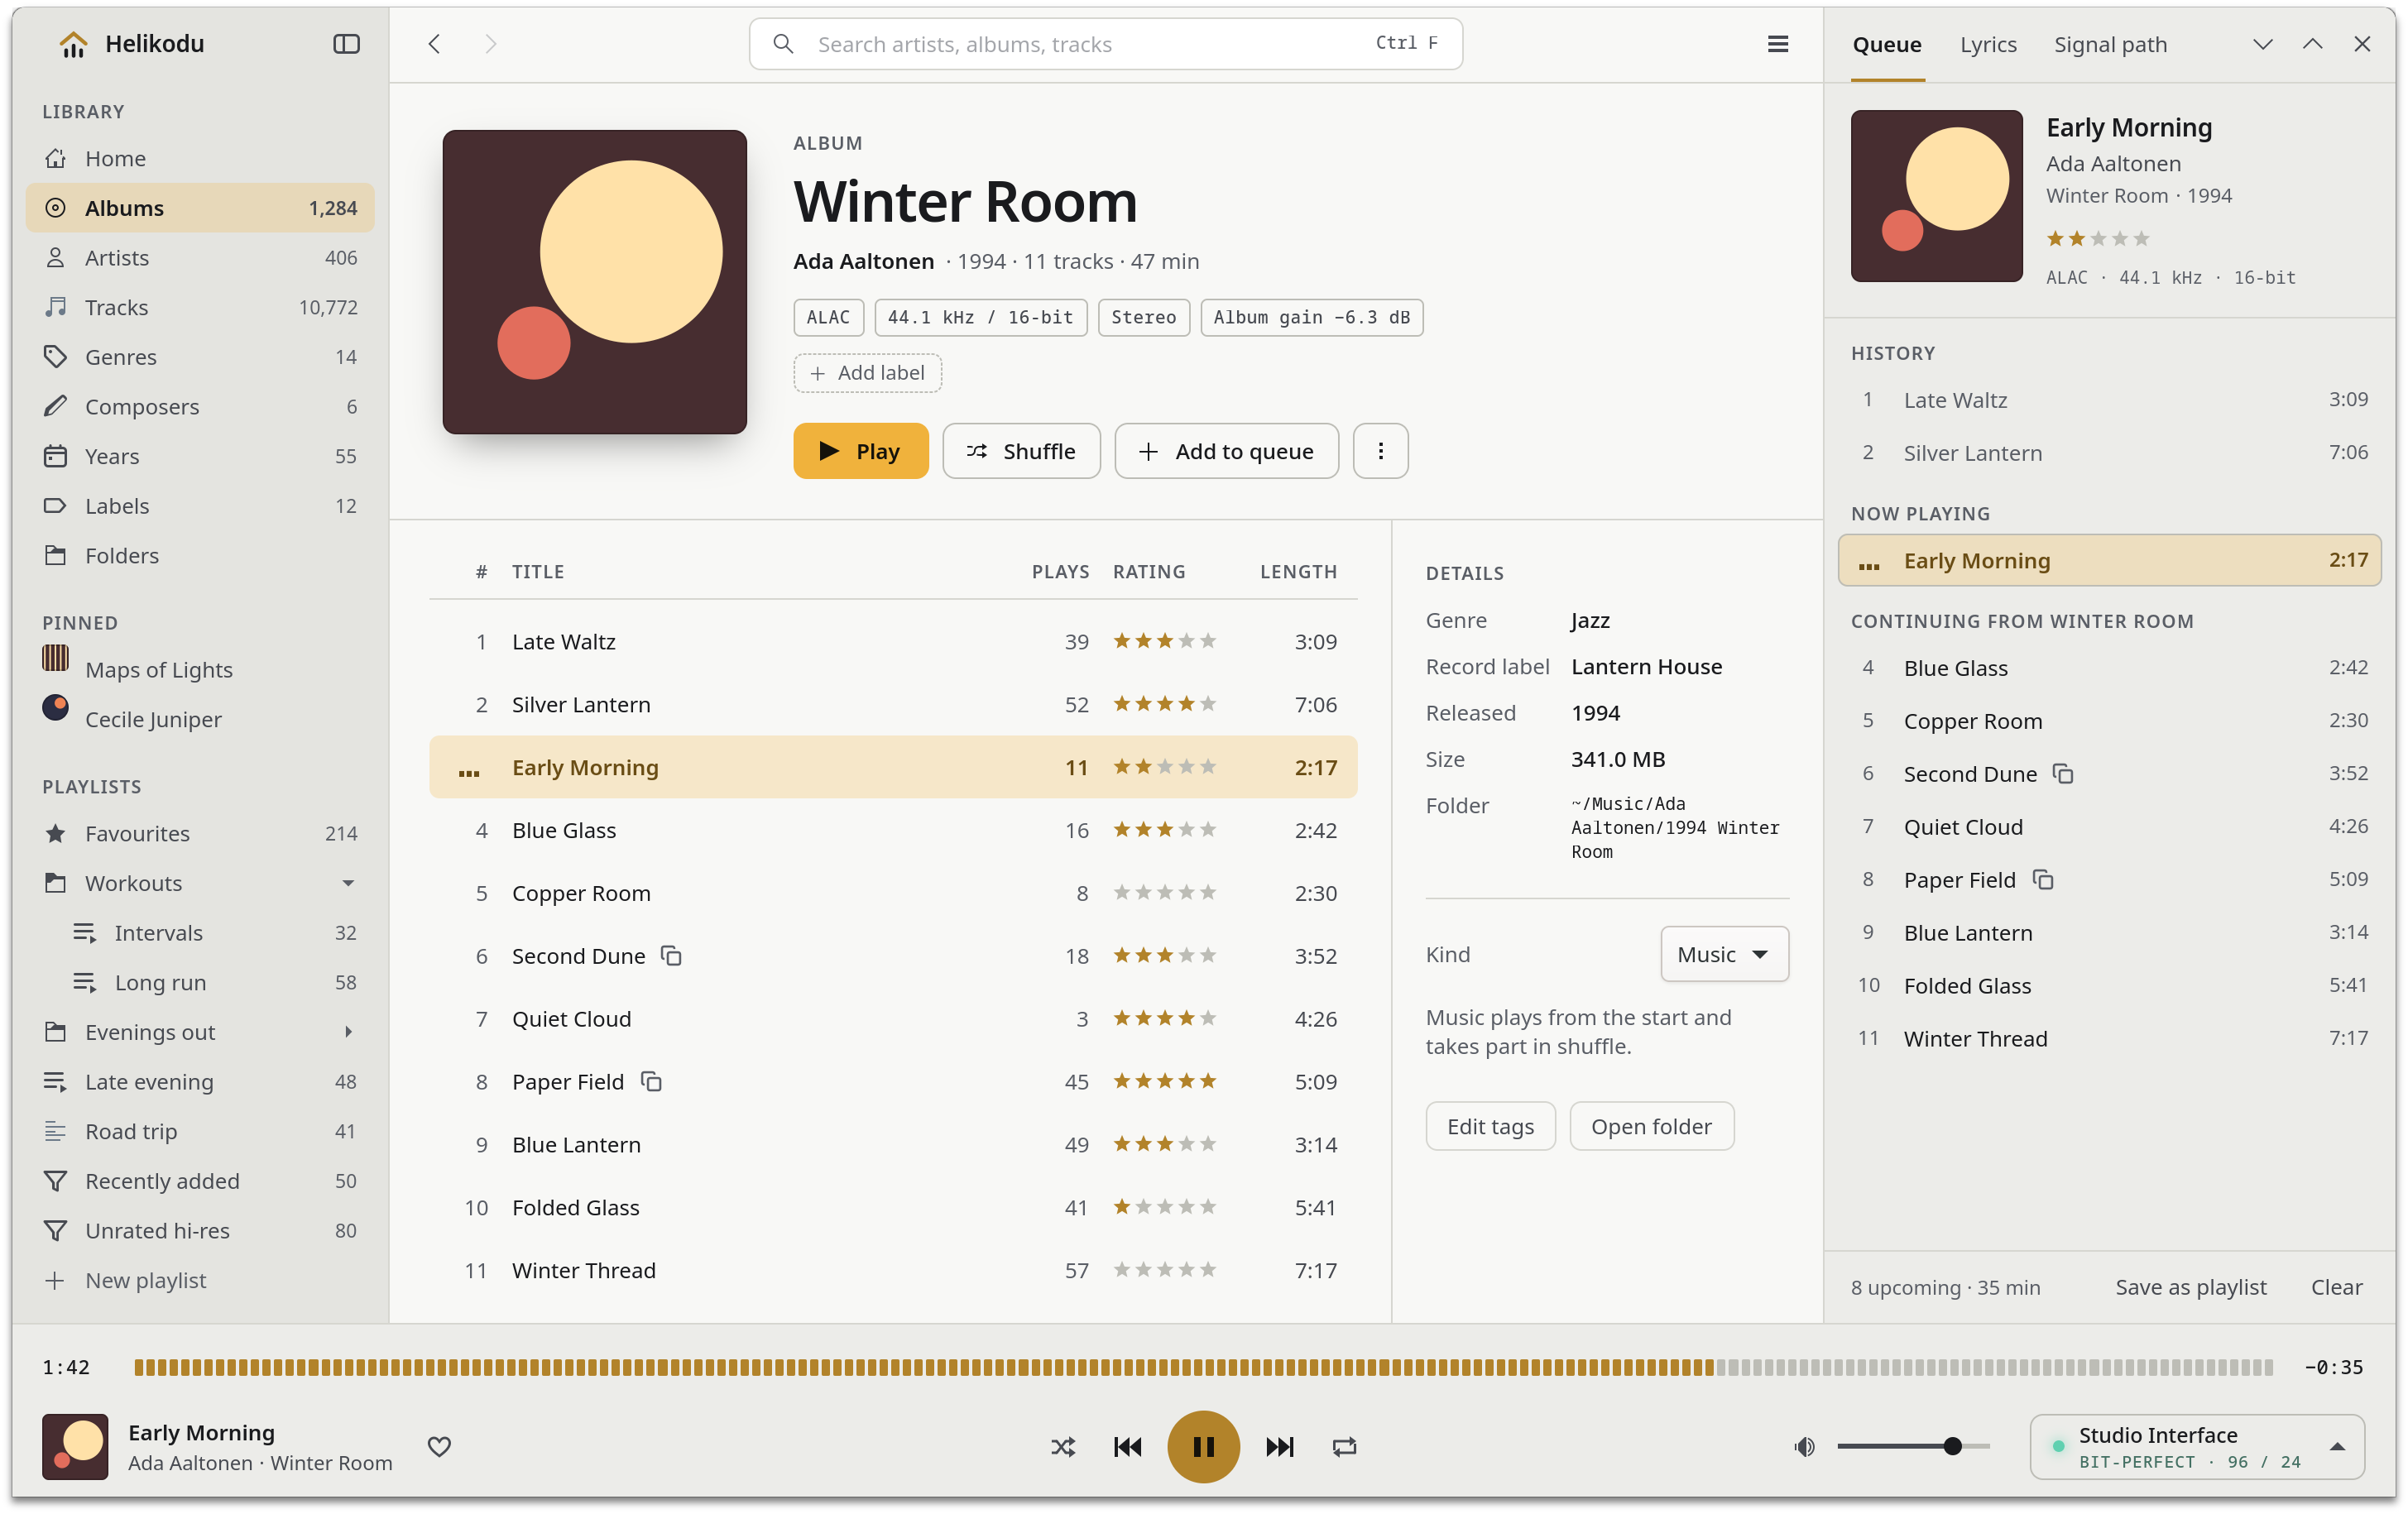 Helikodu
LIBRARY
Home
Albums 1,284
Artists 406
Tracks 10,772
Genres 14
Composers 6
Years 55
Labels 12
Folders
PINNED
Maps of Lights
Cecile Juniper
PLAYLISTS
Favourites 214
Workouts
Intervals 32
Long run 58
Evenings out
Late evening 48
Road trip 41
Recently added 50
Unrated hi-res 80
New playlist
Search artists, albums, tracks Ctrl F
ALBUM
Winter Room
Ada Aaltonen · 1994 · 11 tracks · 47 min
ALAC 44.1 kHz / 16-bit Stereo Album gain −6.3 dB
Add label
Play Shuffle Add to queue
# TITLE PLAYS RATING LENGTH
1 Late Waltz 39 3:09
2 Silver Lantern 52 7:06
Early Morning 11 2:17
4 Blue Glass 16 2:42
5 Copper Room 8 2:30
6 Second Dune 18 3:52
7 Quiet Cloud 3 4:26
8 Paper Field 45 5:09
9 Blue Lantern 49 3:14
10 Folded Glass 41 5:41
11 Winter Thread 57 7:17
DETAILS
Genre Jazz
Record label Lantern House
Released 1994
Size 341.0 MB
Folder ~/Music/Ada
Aaltonen/1994 Winter
Room
Kind Music
Music plays from the start and
takes part in shuffle.
Edit tags Open folder
Queue Lyrics Signal path
Early Morning
Ada Aaltonen
Winter Room · 1994
ALAC · 44.1 kHz · 16-bit
HISTORY
1 Late Waltz 3:09
2 Silver Lantern 7:06
NOW PLAYING
Early Morning 2:17
CONTINUING FROM WINTER ROOM
4 Blue Glass 2:42
5 Copper Room 2:30
6 Second Dune 3:52
7 Quiet Cloud 4:26
8 Paper Field 5:09
9 Blue Lantern 3:14
10 Folded Glass 5:41
11 Winter Thread 7:17
8 upcoming · 35 min Save as playlist Clear
1:42 −0:35
Early Morning
Ada Aaltonen · Winter Room
Studio Interface
BIT-PERFECT · 96 / 24